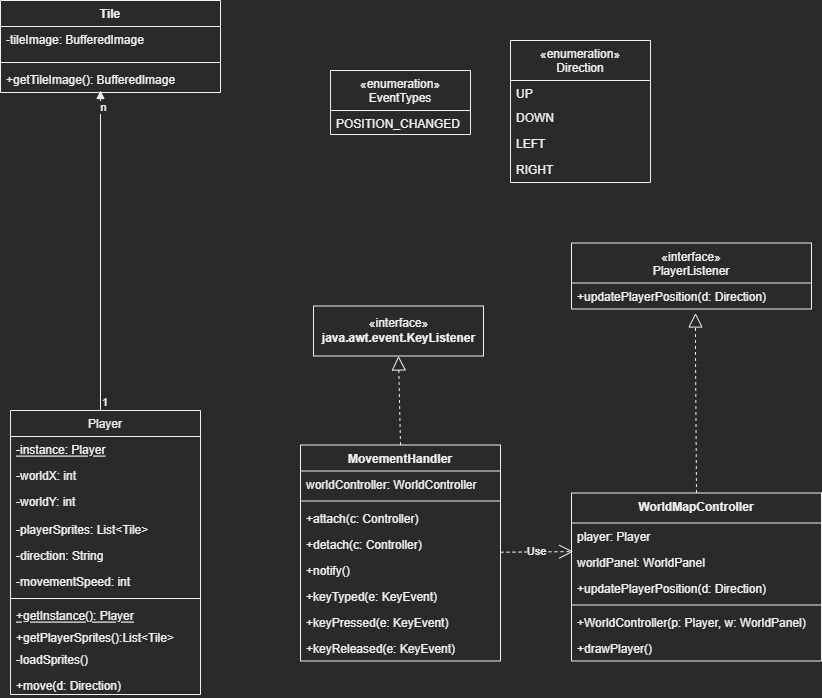 Tile
-tileImage: BufferedImage
+getTileImage(): BufferedImage
n
1
«enumeration»
EventTypes
POSITION_CHANGED
«enumeration»
Direction
UP
DOWN
LEFT
RIGHT
«interface»
PlayerListener
+updatePlayerPosition(d: Direction)
«interface»
java.awt.event.KeyListener
Player
-instance: Player
-worldX: int
-worldY: int
-playerSprites: List<Tile>
-direction: String
-movementSpeed: int
+getInstance(): Player
+getPlayerSprites():List<Tile>
-loadSprites()
+move(d: Direction)
MovementHandler
worldController: WorldController
+attach(c: Controller)
+detach(c: Controller)
+notify()
+keyTyped(e: KeyEvent)
+keyPressed(e: KeyEvent)
+keyReleased(e: KeyEvent)
Use
WorldMapController
player: Player
worldPanel: WorldPanel
+updatePlayerPosition(d: Direction)
+WorldController(p: Player, w: WorldPanel)
+drawPlayer()